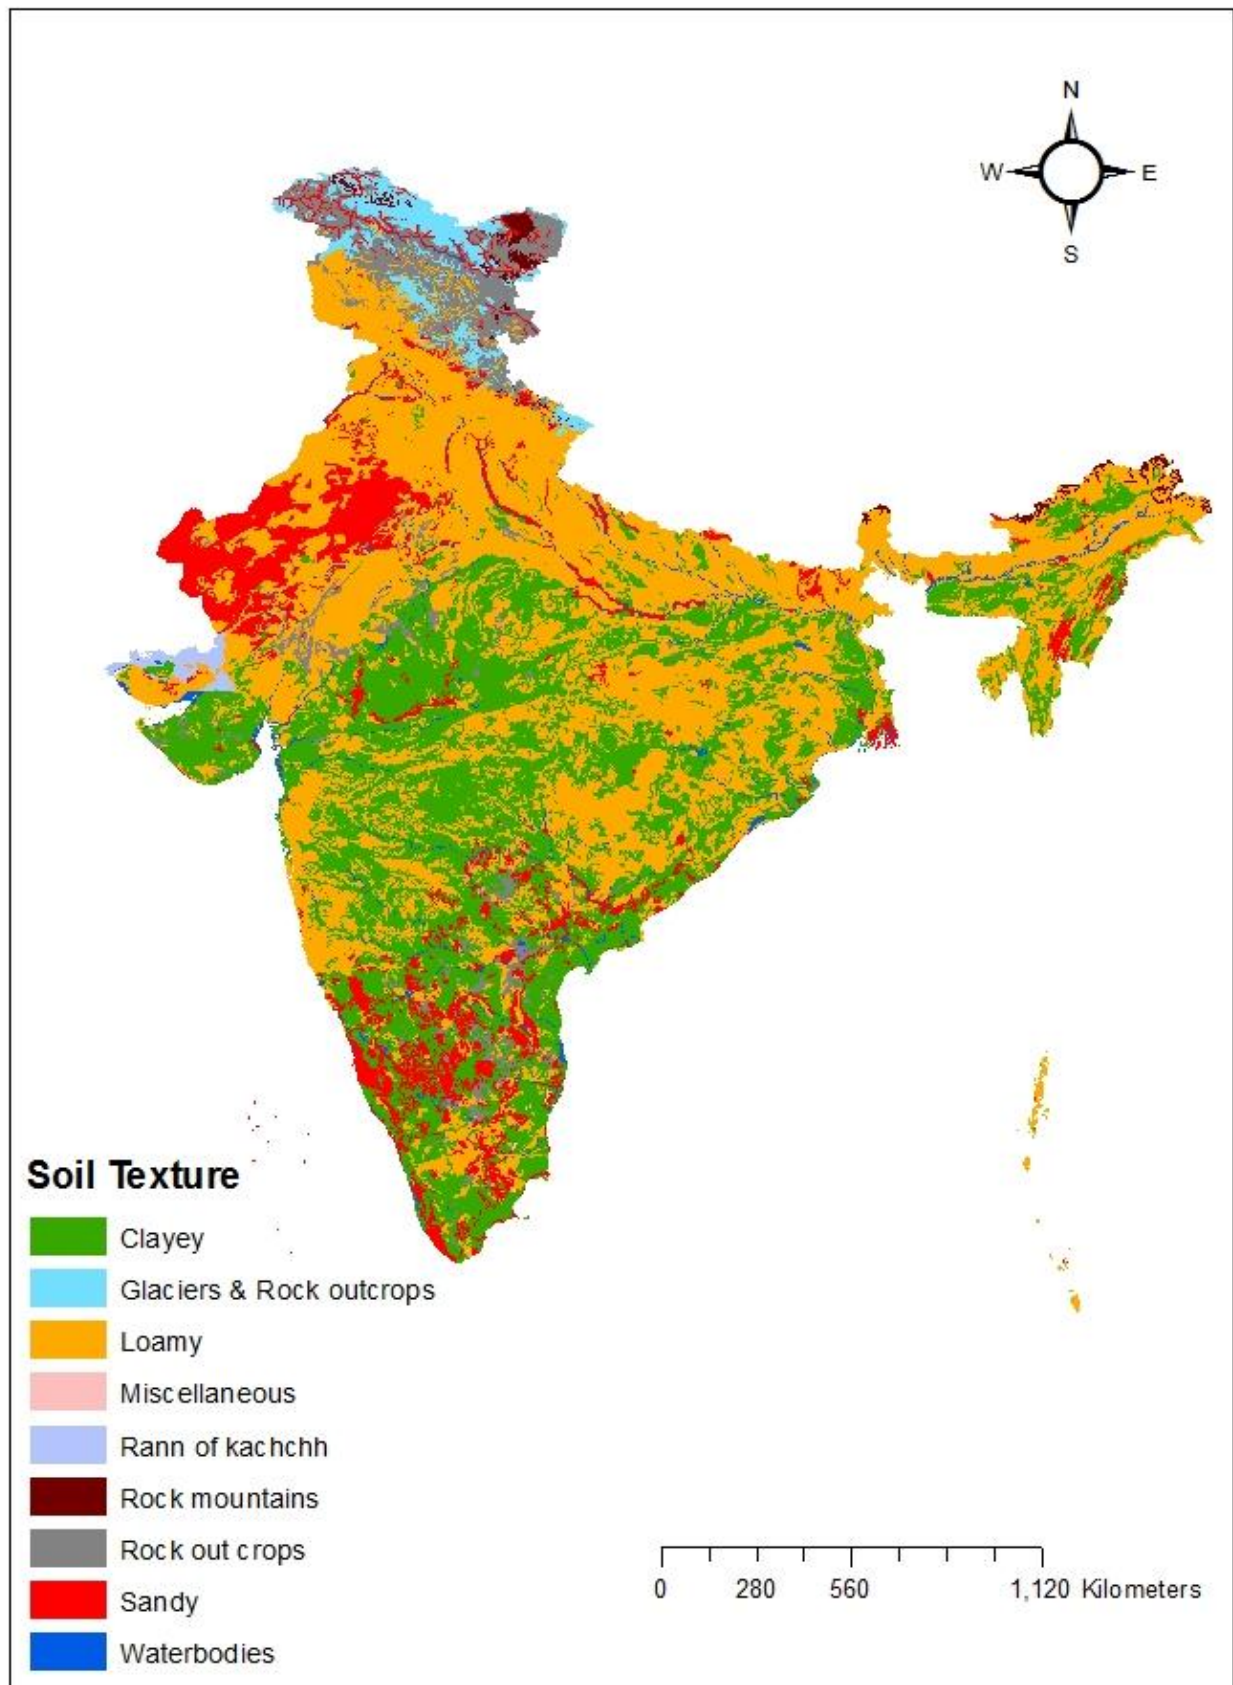 N
W E
S
Soil Texture
Clayey
Glaciers & Rock outcrops
Loamy
Miscellaneous
Rann of kachchh
Rock mountains
Rock out crops
Sandy
Waterbodies
0 280 560 1,120 Kilometers